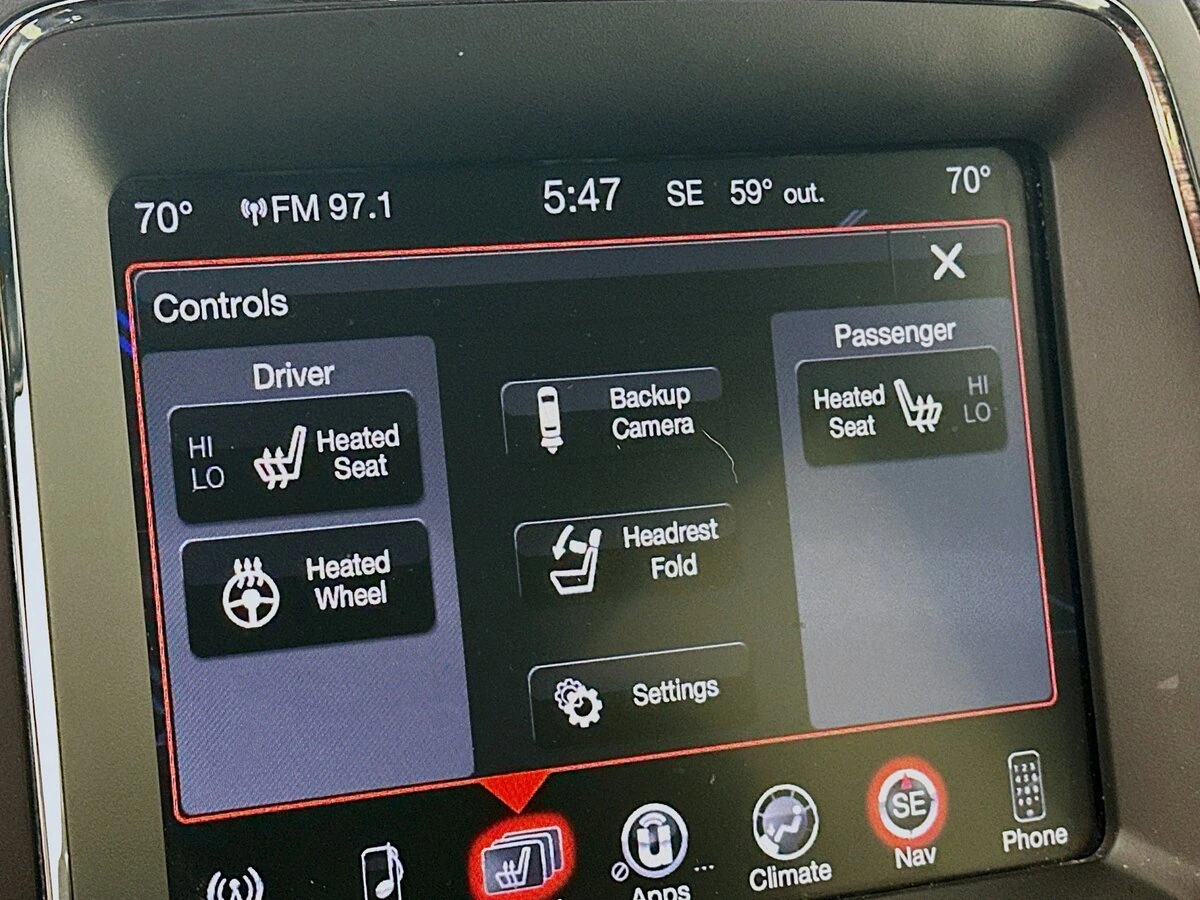 70° FM 97.1 5:47 SE 59° out. 70°
Controls X
Driver
HI
LO
Heated
Seat
Heated
Wheel
Backup
Camera
Headrest
Fold
Settings
Passenger
Heated
Seat
HI
LO
Apps
...
Climate
SE
Nav
Phone